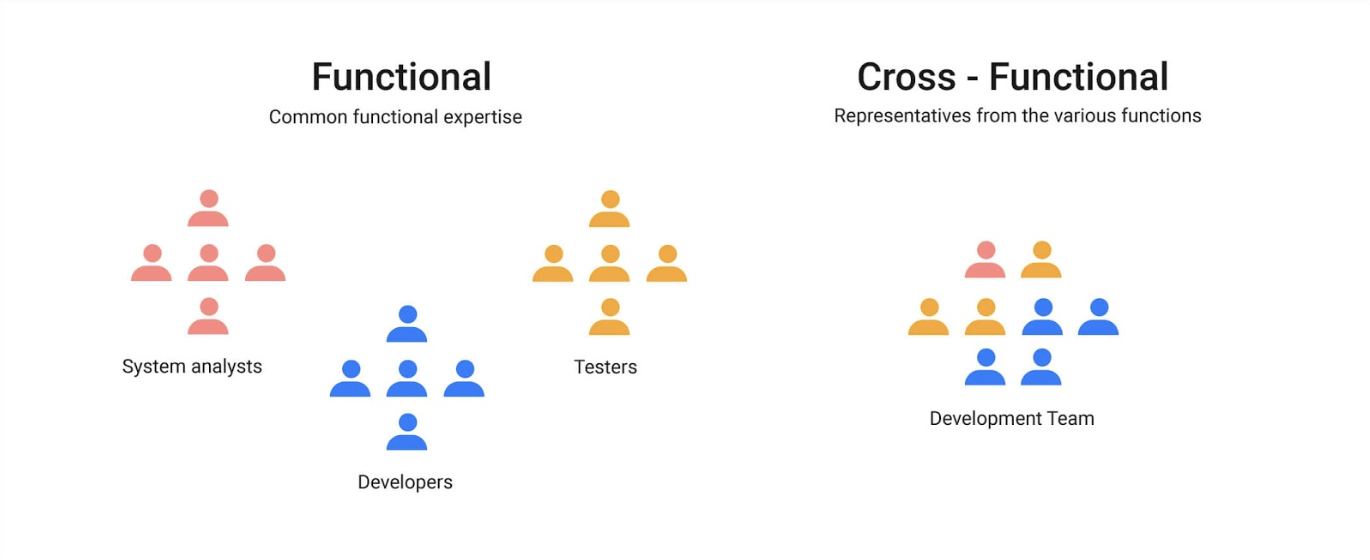 Functional
Common functional expertise
System analysts
Developers
Testers
Cross - Functional
Representatives from the various functions
Development Team